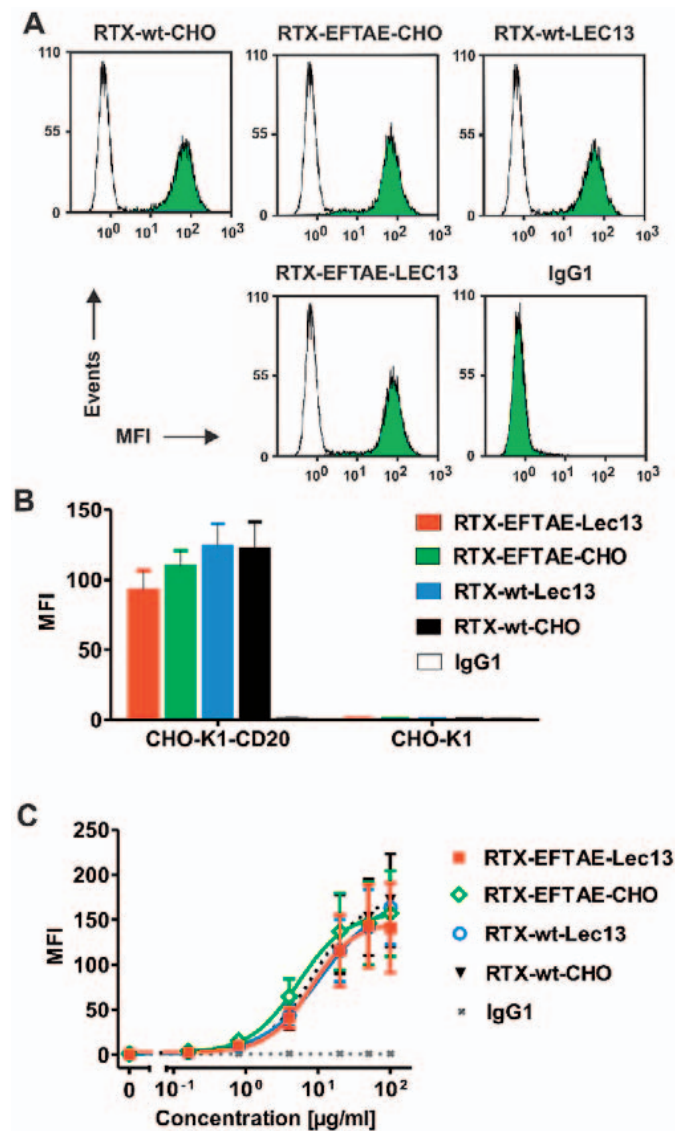 A
RTX-wt-CHO RTX-EFTAE-CHO RTX-wt-LEC13
110 110 110
55 55 55
0 0 0
10⁰ 10¹ 10² 10³ 10⁰ 10¹ 10² 10³ 10⁰ 10¹ 10² 10³
RTX-EFTAE-LEC13 IgG1
110 110
55 55
0 0
10⁰ 10¹ 10² 10³ 10⁰ 10¹ 10² 10³
Events
MFI
B
150
100
50
0
MFI
CHO-K1-CD20 CHO-K1
RTX-EFTAE-Lec13
RTX-EFTAE-CHO
RTX-wt-Lec13
RTX-wt-CHO
IgG1
C
250
200
150
100
50
0
MFI
0 10⁻¹ 10⁰ 10¹ 10²
Concentration [µg/ml]
RTX-EFTAE-Lec13
RTX-EFTAE-CHO
RTX-wt-Lec13
RTX-wt-CHO
IgG1